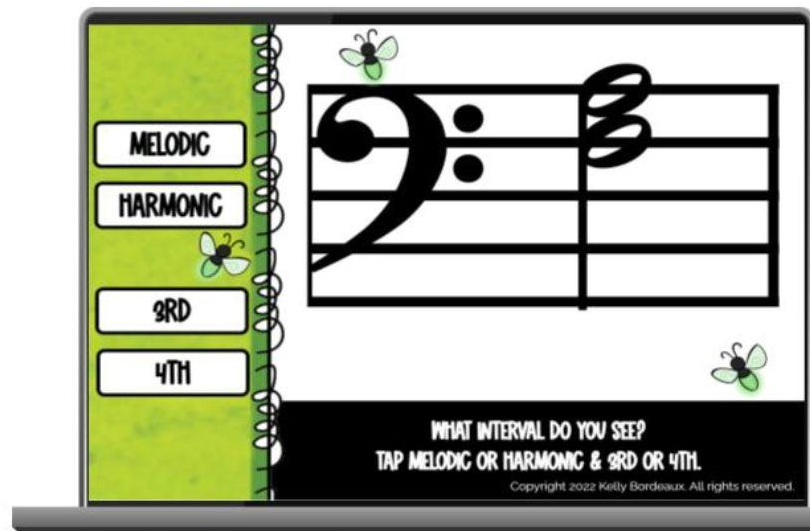 MELODIC
HARMONIC
3RD
4TH
WHAT INTERVAL DO YOU SEE?
TAP MELODIC OR HARMONIC & 3RD OR 4TH.
Copyright 2022 Kelly Bordeaux. All rights reserved.